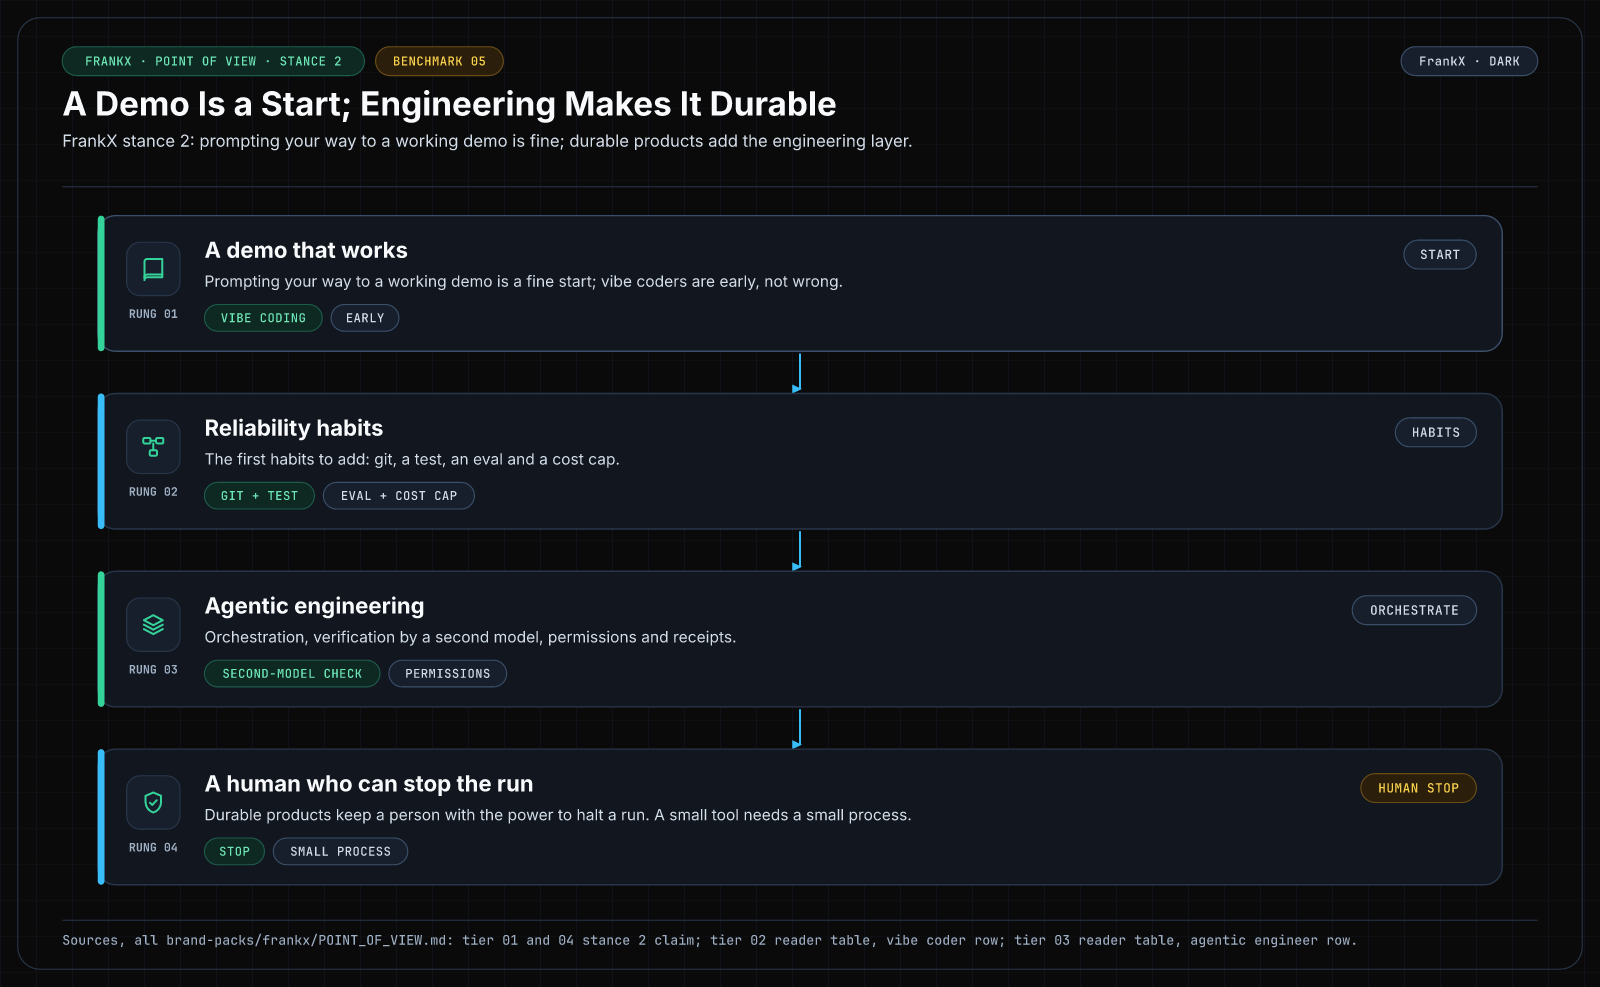 FRANKX · POINT OF VIEW · STANCE 2
BENCHMARK 05
FrankX · DARK
A Demo Is a Start; Engineering Makes It Durable
FrankX stance 2: prompting your way to a working demo is fine; durable products add the engineering layer.
A demo that works
START
Prompting your way to a working demo is a fine start; vibe coders are early, not wrong.
RUNG 01
VIBE CODING
EARLY
Reliability habits
HABITS
The first habits to add: git, a test, an eval and a cost cap.
RUNG 02
GIT + TEST
EVAL + COST CAP
Agentic engineering
ORCHESTRATE
Orchestration, verification by a second model, permissions and receipts.
RUNG 03
SECOND-MODEL CHECK
PERMISSIONS
A human who can stop the run
HUMAN STOP
Durable products keep a person with the power to halt a run. A small tool needs a small process.
RUNG 04
STOP
SMALL PROCESS
Sources, all brand-packs/frankx/POINT_OF_VIEW.md: tier 01 and 04 stance 2 claim; tier 02 reader table, vibe coder row; tier 03 reader table, agentic engineer row.